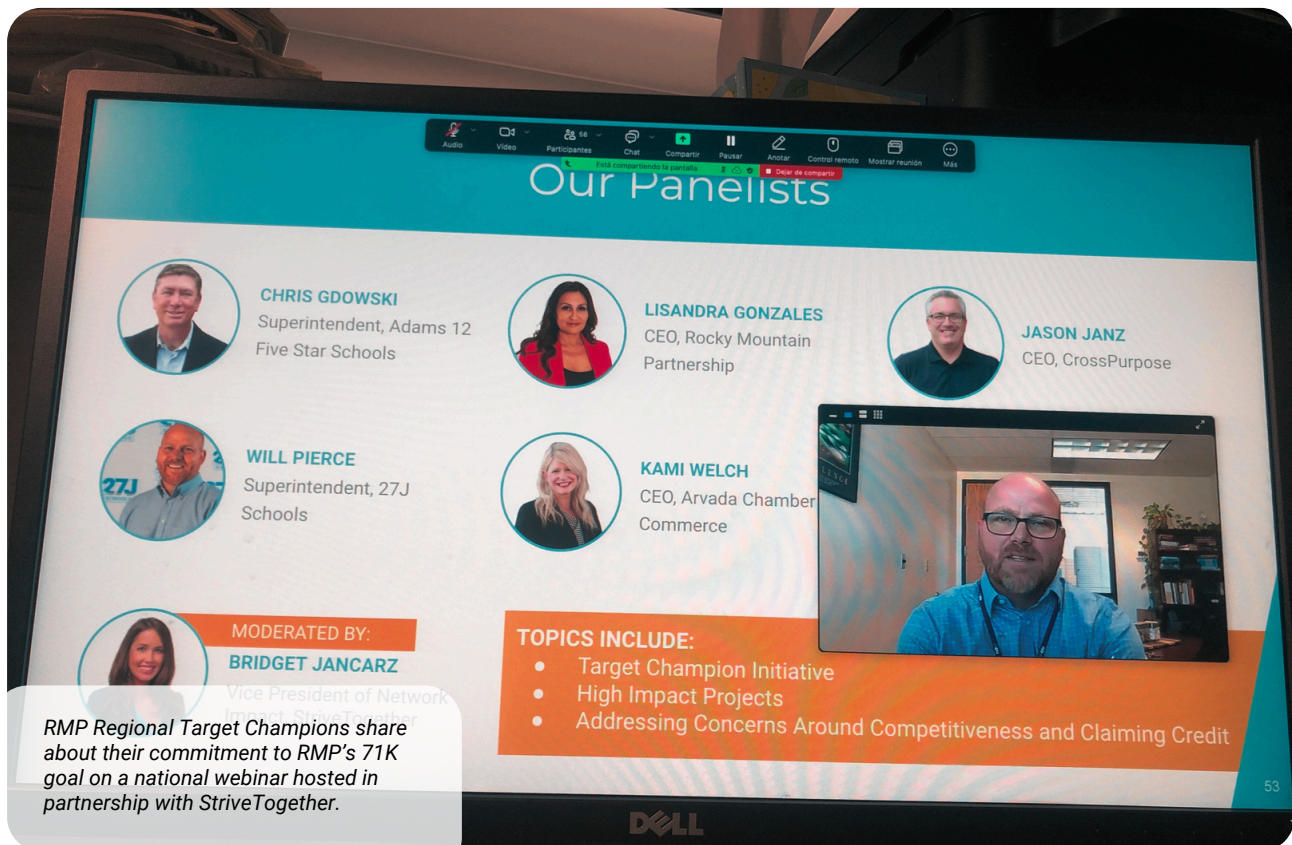 Audio
Vídeo
Participantes
58
Chat
Compartir
Pausar
Anotar
Control remoto
Mostrar reunión
Más
Está compartiendo la pantalla
Dejar de compartir
Our Panelists
CHRIS GDOWSKI
Superintendent, Adams 12
Five Star Schools
LISANDRA GONZALES
CEO, Rocky Mountain
Partnership
JASON JANZ
CEO, CrossPurpose
27J
WILL PIERCE
Superintendent, 27J
Schools
KAMI WELCH
CEO, Arvada Chamber
Commerce
MODERATED BY:
BRIDGET JANCARZ
Vice President of Network
Impact, StriveTogether
TOPICS INCLUDE:
● Target Champion Initiative
● High Impact Projects
● Addressing Concerns Around Competitiveness and Claiming Credit
53
DELL
RMP Regional Target Champions share
about their commitment to RMP's 71K
goal on a national webinar hosted in
partnership with StriveTogether.